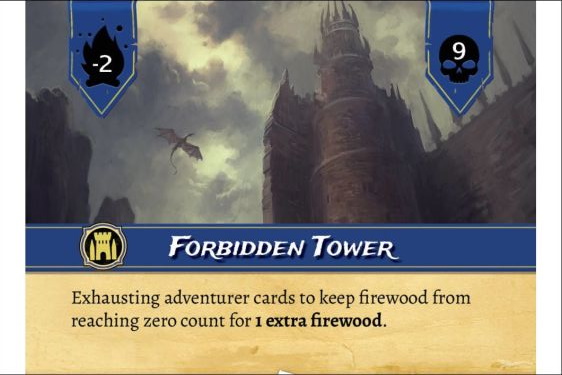 -2
9
Forbidden Tower
Exhausting adventurer cards to keep firewood from
reaching zero count for 1 extra firewood.